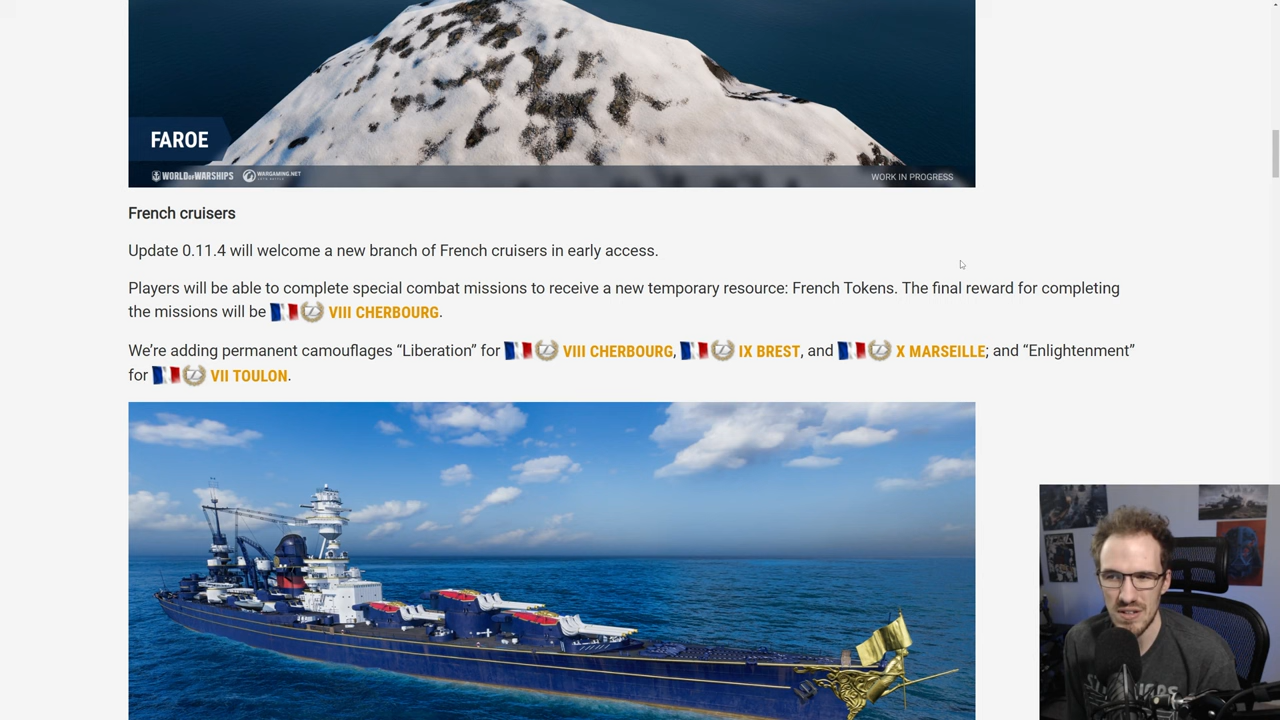 FAROE
WORLD OF WARSHIPS WARGAMING.NET WORK IN PROGRESS
French cruisers
Update 0.11.4 will welcome a new branch of French cruisers in early access.
Players will be able to complete special combat missions to receive a new temporary resource: French Tokens. The final reward for completing
the missions will be VIII CHERBOURG.
We’re adding permanent camouflages “Liberation” for VIII CHERBOURG, IX BREST, and X MARSEILLE; and “Enlightenment”
for VII TOULON.